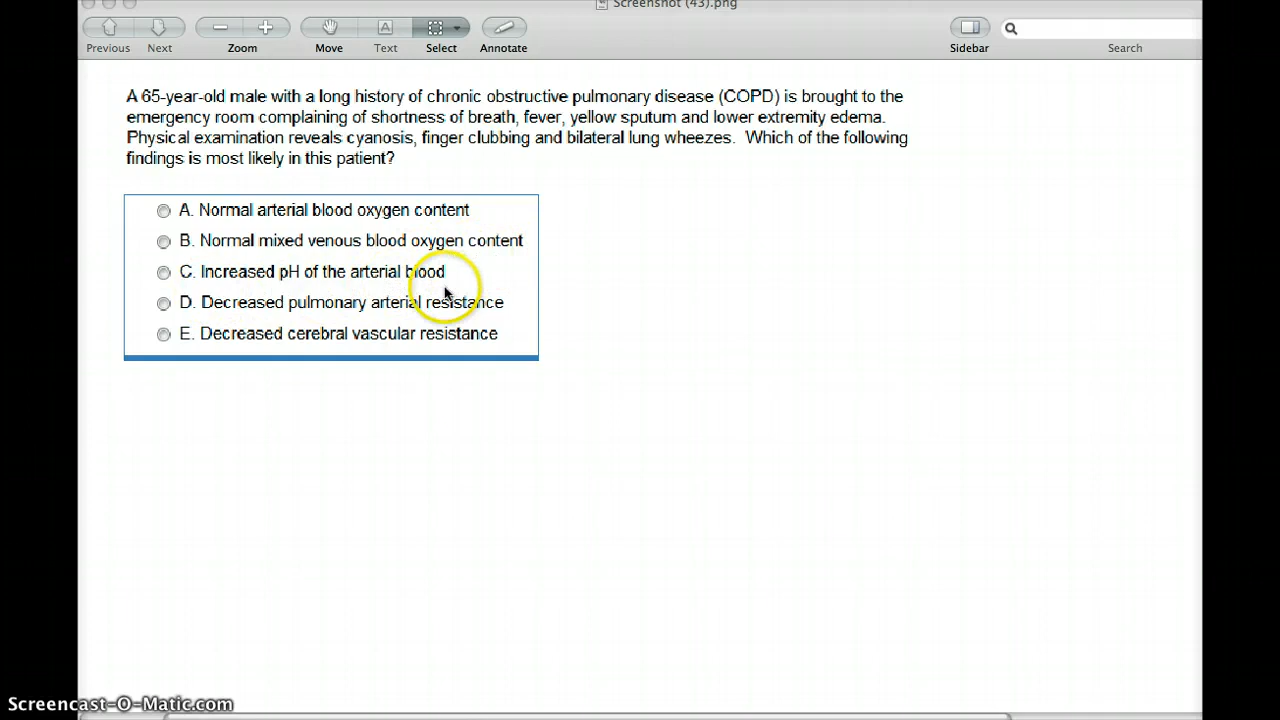 Screenshot (43).png
Previous
Next
Zoom
Move
Text
Select
Annotate
Sidebar
Search
A 65-year-old male with a long history of chronic obstructive pulmonary disease (COPD) is brought to the
emergency room complaining of shortness of breath, fever, yellow sputum and lower extremity edema.
Physical examination reveals cyanosis, finger clubbing and bilateral lung wheezes.  Which of the following
findings is most likely in this patient?
A. Normal arterial blood oxygen content
B. Normal mixed venous blood oxygen content
C. Increased pH of the arterial blood
D. Decreased pulmonary arterial resistance
E. Decreased cerebral vascular resistance
Screencast-O-Matic.com